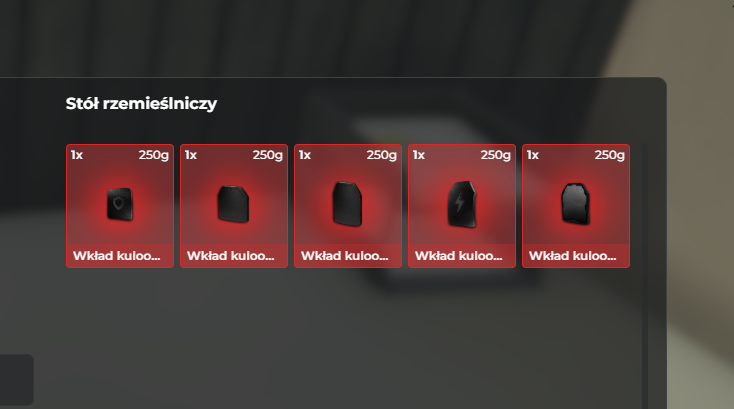 Stół rzemieślniczy
1x 250g 1x 250g 1x 250g 1x 250g 1x 250g
Wkład kuloo... Wkład kuloo... Wkład kuloo... Wkład kuloo... Wkład kuloo...